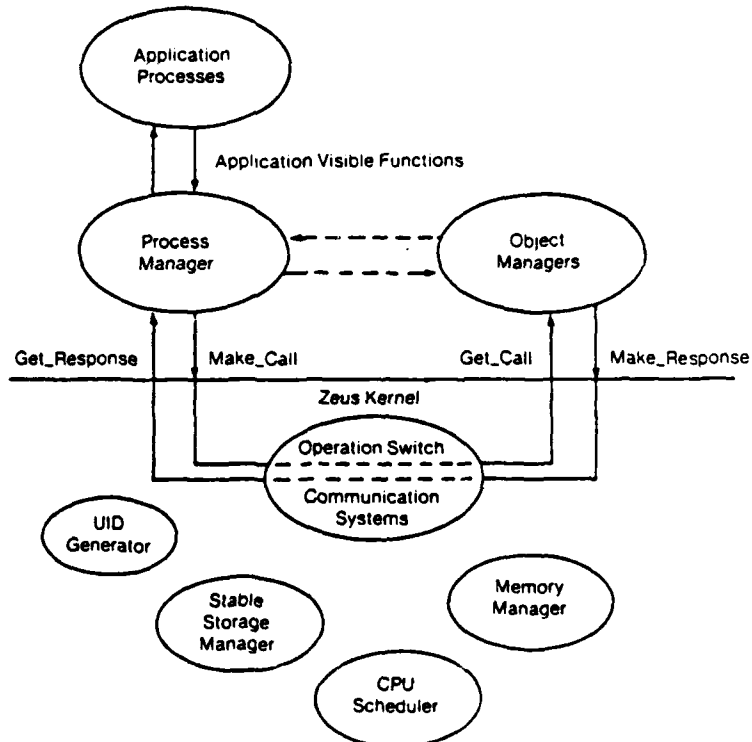 Application
Processes
Application Visible Functions
Process
Manager
Object
Managers
Get_Response
Make_Call
Get_Call
Make_Response
Zeus Kernel
Operation Switch
Communication
Systems
UID
Generator
Stable
Storage
Manager
Memory
Manager
CPU
Scheduler